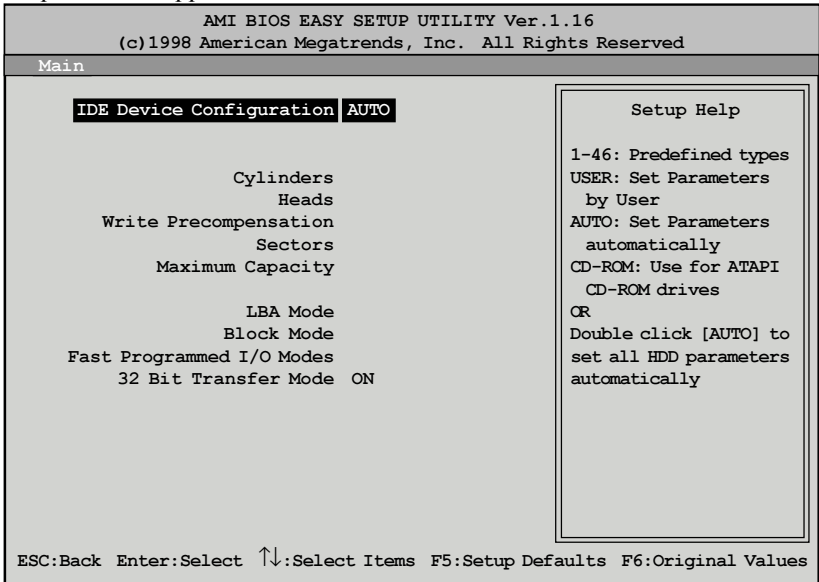 AMI BIOS EASY SETUP UTILITY Ver.1.16
(c)1998 American Megatrends, Inc. All Rights Reserved
Main
IDE Device Configuration AUTO
Cylinders
Heads
Write Precompensation
Sectors
Maximum Capacity
LBA Mode
Block Mode
Fast Programmed I/O Modes
32 Bit Transfer Mode ON
Setup Help
1-46: Predefined types
USER: Set Parameters
by User
AUTO: Set Parameters
automatically
CD-ROM: Use for ATAPI
CD-ROM drives
OR
Double click [AUTO] to
set all HDD parameters
automatically
ESC:Back Enter:Select ↑↓:Select Items F5:Setup Defaults F6:Original Values